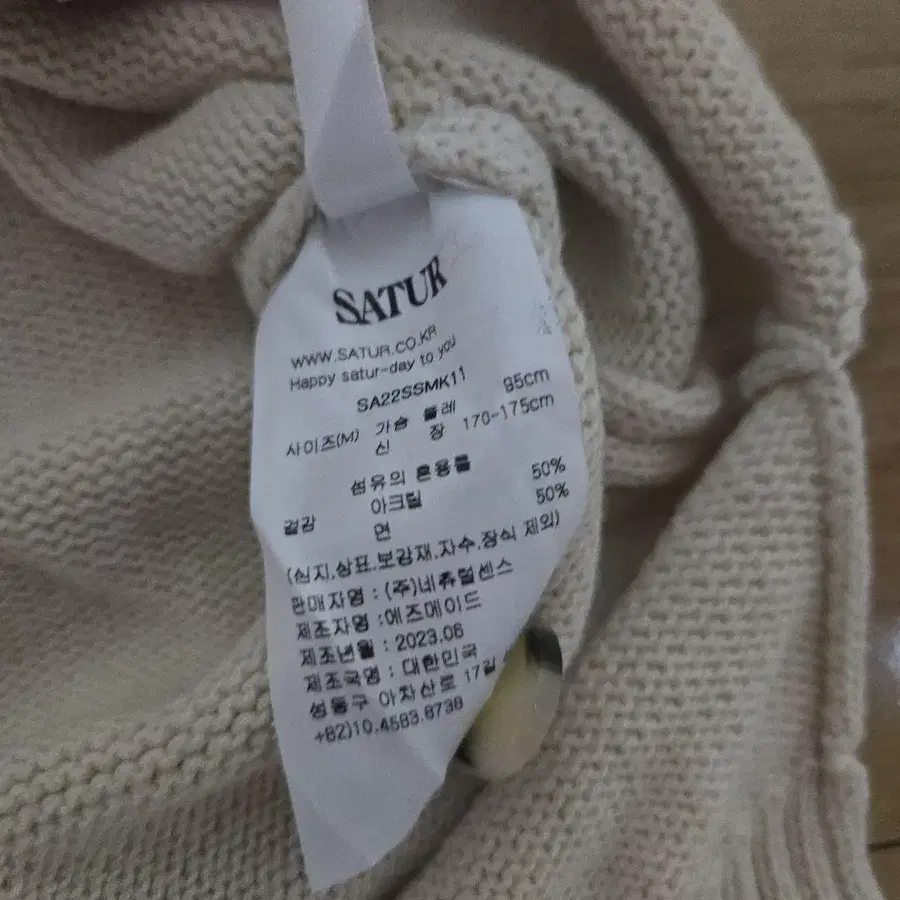 SATUR
WWW.SATUR.CO.KR
Happy satur-day to you
SA22SSMK11
사이즈(M) 가슴 둘레 95cm
신 장 170-175cm
섬유의 혼용률
겉감 아크릴 50%
면 50%
(심지,상표,보강재,자수,장식 제외)
판매자명 : (주)네츄럴센스
제조자명 :에즈메이드
제조년월 : 2023.06
제조국명 : 대한민국
성동구 아차산로 17길
+82)10.4583.8738